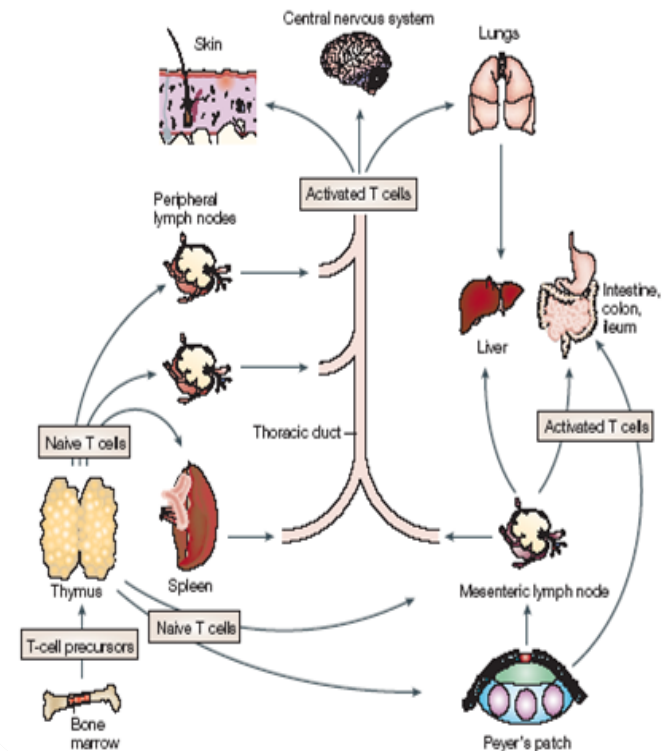 Central nervous system
Skin
Lungs
Activated T cells
Peripheral
lymph nodes
Intestine,
colon,
ileum
Liver
Activated T cells
Naive T cells
Thoracic duct
Thymus
Spleen
Mesenteric lymph node
Naive T cells
T-cell precursors
Bone
marrow
Peyer's patch